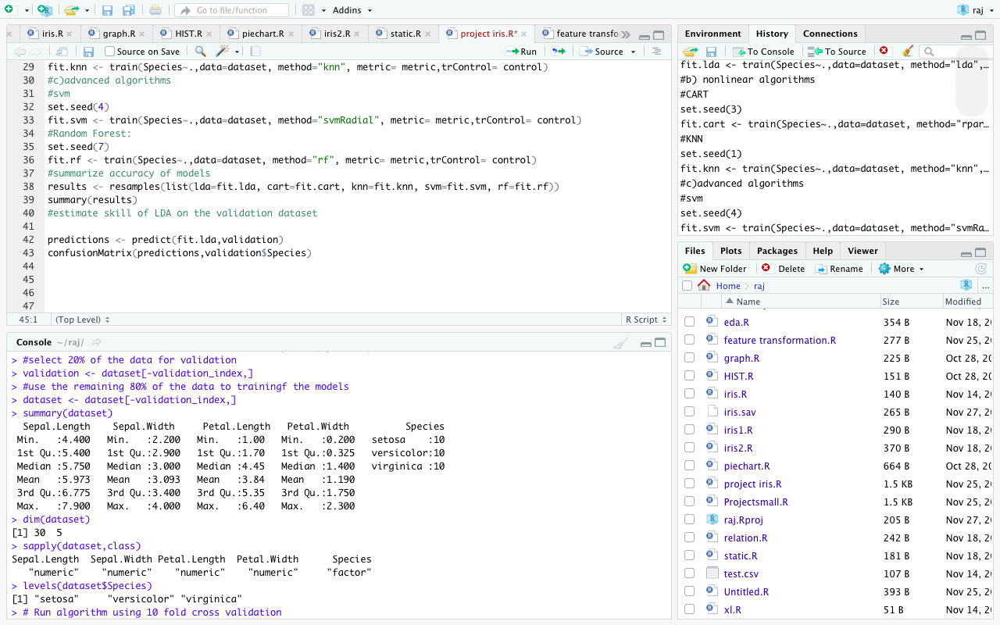 Go to file/function
Addins
raj
iris.R
graph.R
HIST.R
piechart.R
iris2.R
static.R
project iris.R*
feature transfo
Source on Save
Run
Source
29 fit.knn <- train(Species~.,data=dataset, method="knn", metric= metric,trControl= control)
30 #c)advanced algorithms
31 #svm
32 set.seed(4)
33 fit.svm <- train(Species~.,data=dataset, method="svmRadial", metric= metric,trControl= control)
34 #Random Forest:
35 set.seed(7)
36 fit.rf <- train(Species~.,data=dataset, method="rf", metric= metric,trControl= control)
37 #summarize accuracy of models
38 results <- resamples(list(lda=fit.lda, cart=fit.cart, knn=fit.knn, svm=fit.svm, rf=fit.rf))
39 summary(results)
40 #estimate skill of LDA on the validation dataset
41
42 predictions <- predict(fit.lda,validation)
43 confusionMatrix(predictions,validation$Species)
44
45
46
47
45:1 (Top Level) R Script
Console ~/raj/
> #select 20% of the data for validation
> validation <- dataset[-validation_index,]
> #use the remaining 80% of the data to trainingf the models
> dataset <- dataset[-validation_index,]
> summary(dataset)
Sepal.Length Sepal.Width Petal.Length Petal.Width Species
Min. :4.400 Min. :2.200 Min. :1.00 Min. :0.200 setosa :10
1st Qu.:5.400 1st Qu.:2.900 1st Qu.:1.70 1st Qu.:0.325 versicolor:10
Median :5.750 Median :3.000 Median :4.45 Median :1.400 virginica :10
Mean :5.973 Mean :3.093 Mean :3.84 Mean :1.190
3rd Qu.:6.775 3rd Qu.:3.400 3rd Qu.:5.35 3rd Qu.:1.750
Max. :7.900 Max. :4.000 Max. :6.40 Max. :2.300
> dim(dataset)
[1] 30 5
> sapply(dataset,class)
Sepal.Length Sepal.Width Petal.Length Petal.Width Species
"numeric" "numeric" "numeric" "numeric" "factor"
> levels(dataset$Species)
[1] "setosa" "versicolor" "virginica"
> # Run algorithm using 10 fold cross validation
Environment History Connections
To Console To Source
fit.lda <- train(Species~.,data=dataset, method="lda",…
#b) nonlinear algorithms
#CART
set.seed(3)
fit.cart <- train(Species~.,data=dataset, method="rpar…
#KNN
set.seed(1)
fit.knn <- train(Species~.,data=dataset, method="knn",…
#c)advanced algorithms
#svm
set.seed(4)
fit.svm <- train(Species~.,data=dataset, method="svmRa…
Files Plots Packages Help Viewer
New Folder Delete Rename More
Home raj ...
Name Size Modified
eda.R 354 B Nov 18, 20
feature transformation.R 277 B Nov 25, 20
graph.R 225 B Oct 28, 20
HIST.R 151 B Oct 28, 20
iris.R 140 B Nov 14, 20
iris.sav 265 B Nov 27, 20
iris1.R 290 B Nov 18, 20
iris2.R 370 B Nov 18, 20
piechart.R 664 B Oct 28, 20
project iris.R 1.5 KB Nov 25, 20
Projectsmall.R 1.5 KB Nov 25, 20
raj.Rproj 205 B Nov 27, 20
relation.R 242 B Nov 18, 20
static.R 181 B Nov 18, 20
test.csv 107 B Nov 14, 20
Untitled.R 393 B Nov 25, 20
xl.R 51 B Nov 14, 20